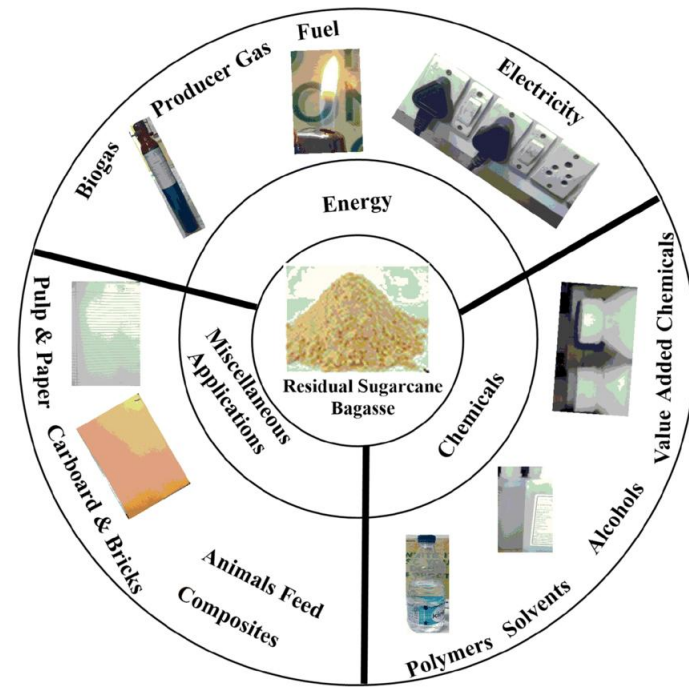 Fuel
Producer Gas
Biogas
Electricity
Energy
Residual Sugarcane
Bagasse
Miscellaneous
Applications
Chemicals
Pulp & Paper
Carboard & Bricks
Animals Feed
Composites
Value Added Chemicals
Alcohols
Solvents
Polymers